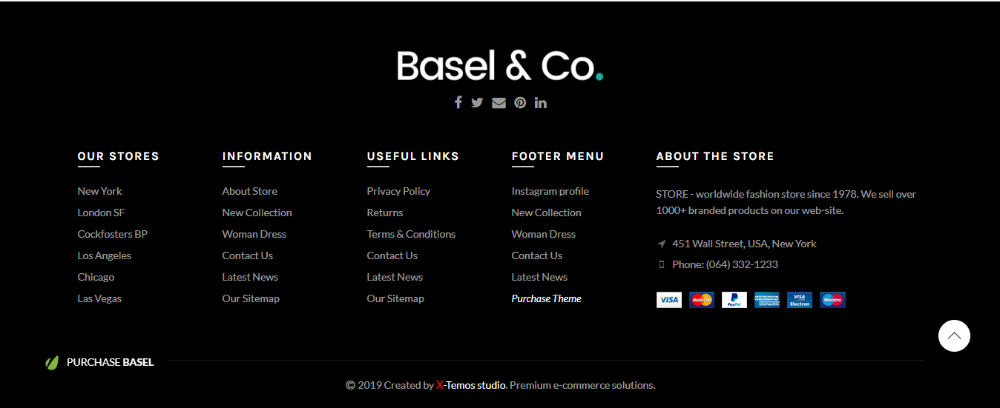 Basel & Co.
OUR STORES
New York
London SF
Cockfosters BP
Los Angeles
Chicago
Las Vegas
INFORMATION
About Store
New Collection
Woman Dress
Contact Us
Latest News
Our Sitemap
USEFUL LINKS
Privacy Policy
Returns
Terms & Conditions
Contact Us
Latest News
Our Sitemap
FOOTER MENU
Instagram profile
New Collection
Woman Dress
Contact Us
Latest News
Purchase Theme
ABOUT THE STORE
STORE - worldwide fashion store since 1978. We sell over
1000+ branded products on our web-site.
451 Wall Street, USA, New York
Phone: (064) 332-1233
VISA
MasterCard
PayPal
AMERICAN EXPRESS
VISA Electron
Maestro
PURCHASE BASEL
© 2019 Created by X-Temos studio. Premium e-commerce solutions.